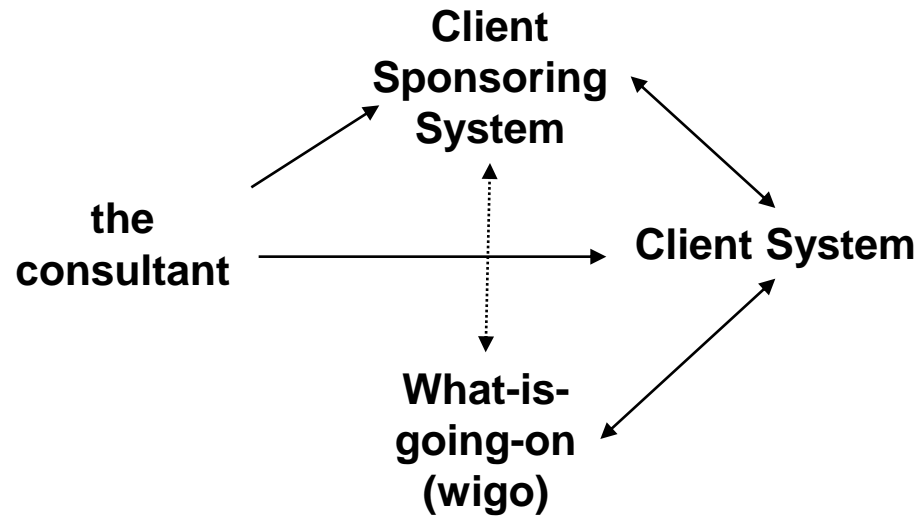 Client
Sponsoring
System
the
consultant
Client System
What-is-
going-on
(wigo)